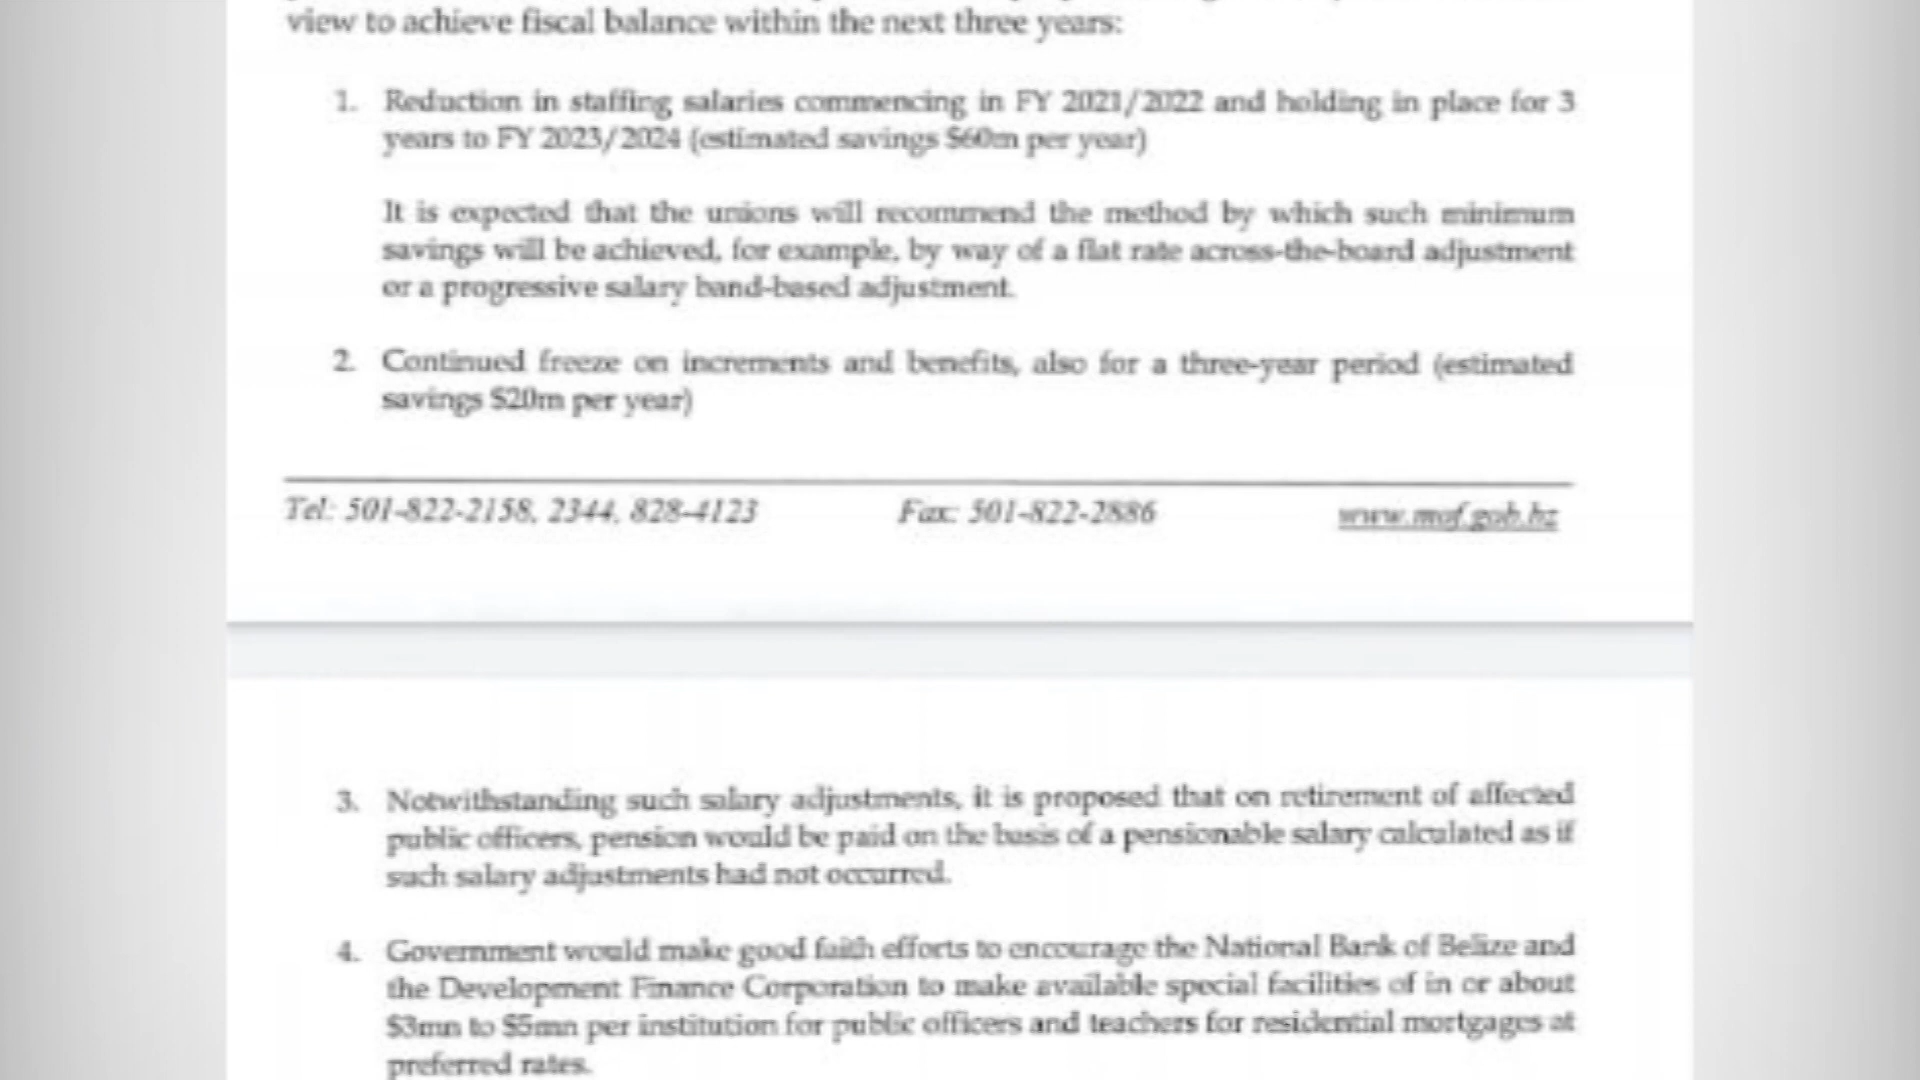 view to achieve fiscal balance within the next three years:
1. Reduction in staffing salaries commencing in FY 2021/2022 and holding in place for 3
years to FY 2023/2024 (estimated savings $60m per year)
It is expected that the unions will recommend the method by which such minimum
savings will be achieved, for example, by way of a flat rate across-the-board adjustment
or a progressive salary band-based adjustment.
2. Continued freeze on increments and benefits, also for a three-year period (estimated
savings $20m per year)
Tel: 501-822-2158, 2344, 828-4123 Fax: 501-822-2886 www.mof.gob.bz
3. Notwithstanding such salary adjustments, it is proposed that on retirement of affected
public officers, pension would be paid on the basis of a pensionable salary calculated as if
such salary adjustments had not occurred.
4. Government would make good faith efforts to encourage the National Bank of Belize and
the Development Finance Corporation to make available special facilities of in or about
$3mn to $5mn per institution for public officers and teachers for residential mortgages at
preferred rates.